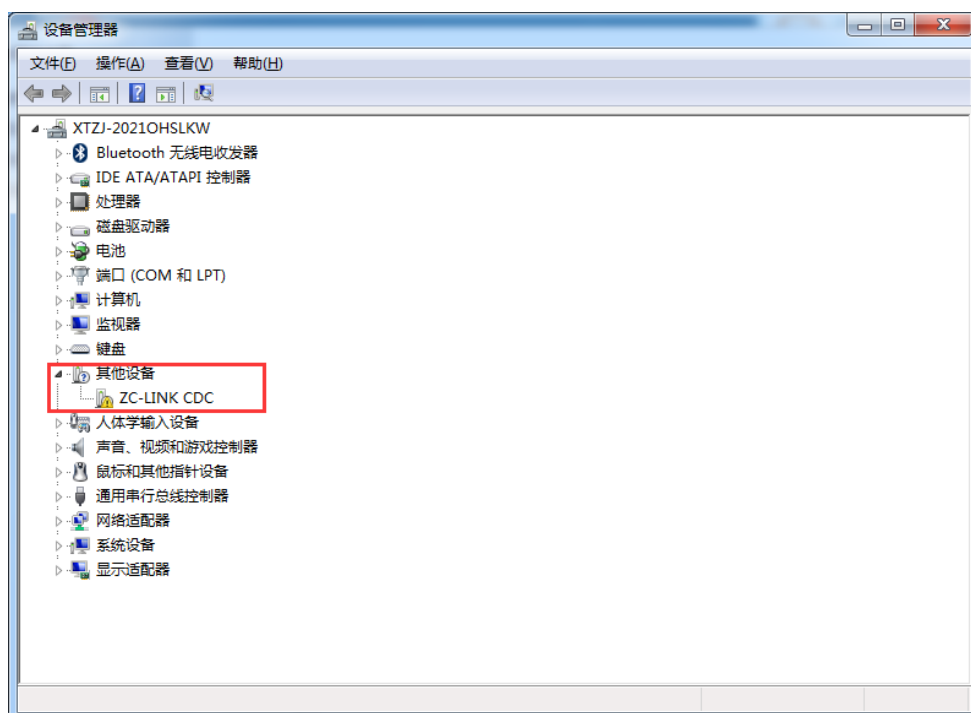 设备管理器
文件(F) 操作(A) 查看(V) 帮助(H)
XTZJ-2021OHSLKW
Bluetooth 无线电收发器
IDE ATA/ATAPI 控制器
处理器
磁盘驱动器
电池
端口 (COM 和 LPT)
计算机
监视器
键盘
其他设备
ZC-LINK CDC
人体学输入设备
声音、视频和游戏控制器
鼠标和其他指针设备
通用串行总线控制器
网络适配器
系统设备
显示适配器